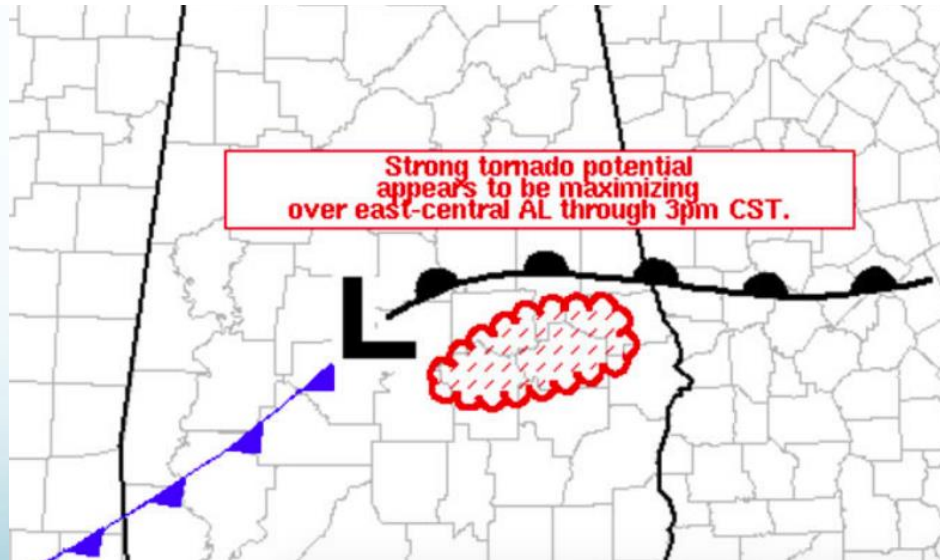 Strong tornado potential
appears to be maximizing
over east-central AL through 3pm CST.
L